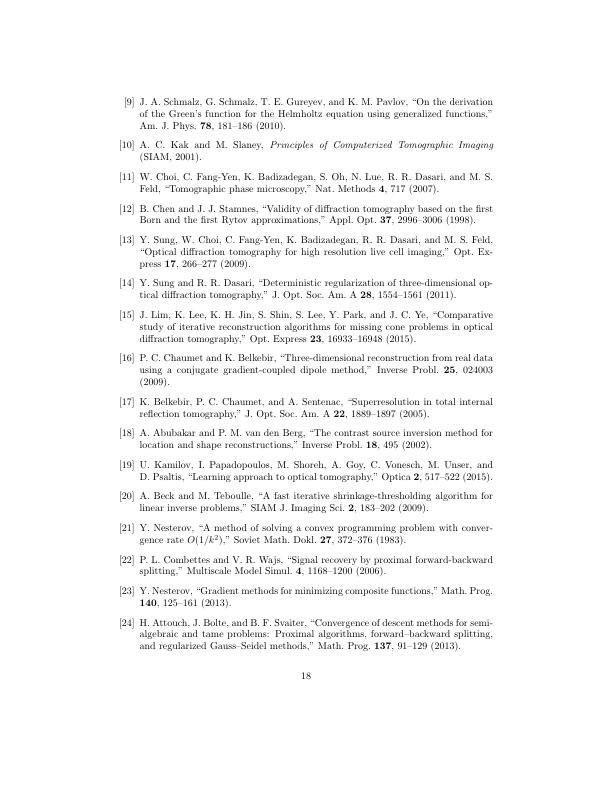 [9] J. A. Schmalz, G. Schmalz, T. E. Gureyev, and K. M. Pavlov, “On the derivation
of the Green’s function for the Helmholtz equation using generalized functions,”
Am. J. Phys. 78, 181–186 (2010).
[10] A. C. Kak and M. Slaney, Principles of Computerized Tomographic Imaging
(SIAM, 2001).
[11] W. Choi, C. Fang-Yen, K. Badizadegan, S. Oh, N. Lue, R. R. Dasari, and M. S.
Feld, “Tomographic phase microscopy,” Nat. Methods 4, 717 (2007).
[12] B. Chen and J. J. Stamnes, “Validity of diffraction tomography based on the first
Born and the first Rytov approximations,” Appl. Opt. 37, 2996-3006 (1998).
[13] Y. Sung, W. Choi, C. Fang-Yen, K. Badizadegan, R. R. Dasari, and M. S. Feld,
“Optical diffraction tomography for high resolution live cell imaging,” Opt. Ex-
press 17, 266–277 (2009).
[14] Y. Sung and R. R. Dasari, “Deterministic regularization of three-dimensional op-
tical diffraction tomography,” J. Opt. Soc. Am. A 28, 1554–1561 (2011).
[15] J. Lim, K. Lee, K. H. Jin, S. Shin, S. Lee, Y. Park, and J. C. Ye, “Comparative
study of iterative reconstruction algorithms for missing cone problems in optical
diffraction tomography,” Opt. Express 23, 16933–16948 (2015).
[16] P. C. Chaumet and K. Belkebir, “Three-dimensional reconstruction from real data
using a conjugate gradient-coupled dipole method,” Inverse Probl. 25, 024003
(2009).
[17] K. Belkebir, P. C. Chaumet, and A. Sentenac, “Superresolution in total internal
reflection tomography,” J. Opt. Soc. Am. A 22, 1889–1897 (2005).
[18] A. Abubakar and P. M. van den Berg, “The contrast source inversion method for
location and shape reconstructions,” Inverse Probl. 18, 495 (2002).
[19] U. Kamilov, I. Papadopoulos, M. Shoreh, A. Goy, C. Vonesch, M. Unser, and
D. Psaltis, “Learning approach to optical tomography,” Optica 2, 517–522 (2015).
[20] A. Beck and M. Teboulle, “A fast iterative shrinkage-thresholding algorithm for
linear inverse problems,” SIAM J. Imaging Sci. 2, 183–202 (2009).
[21] Y. Nesterov, “A method of solving a convex programming problem with conver-
gence rate O(1/k²),” Soviet Math. Dokl. 27, 372–376 (1983).
[22] P. L. Combettes and V. R. Wajs, “Signal recovery by proximal forward-backward
splitting,” Multiscale Model Simul. 4, 1168–1200 (2006).
[23] Y. Nesterov, “Gradient methods for minimizing composite functions,” Math. Prog.
140, 125–161 (2013).
[24] H. Attouch, J. Bolte, and B. F. Svaiter, “Convergence of descent methods for semi-
algebraic and tame problems: Proximal algorithms, forward–backward splitting,
and regularized Gauss–Seidel methods,” Math. Prog. 137, 91–129 (2013).
18